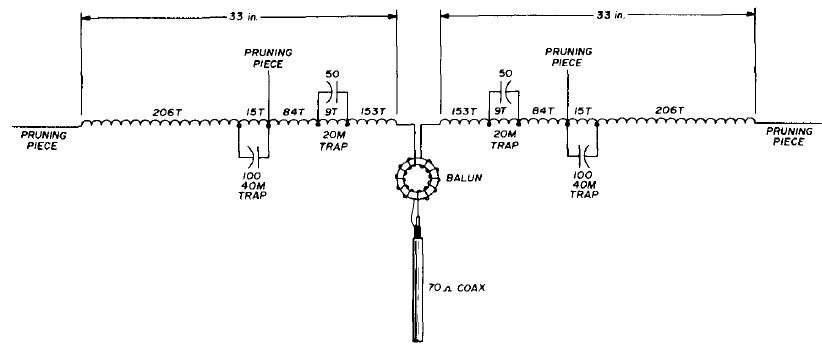 33 in.
33 in.
PRUNING
PIECE
PRUNING
PIECE
50
50
206T
15T
84T
9T
153T
153T
9T
84T
15T
206T
PRUNING
PIECE
20M
TRAP
20M
TRAP
PRUNING
PIECE
100
40M
TRAP
100
40M
TRAP
BALUN
70 Ω COAX